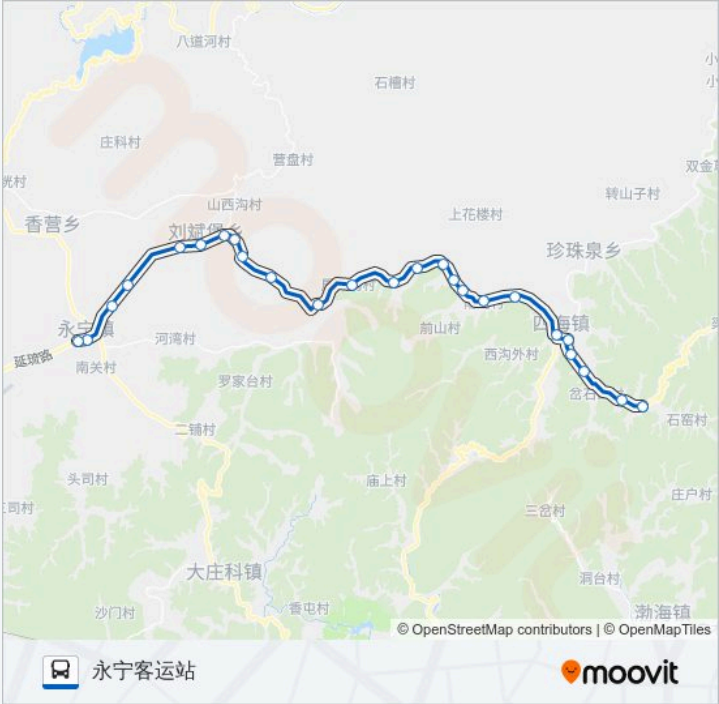 八道河村
石槽村
小
小
庄科村
营盘村
双金
山西沟村
转山子村
香营乡
上花楼村
刘斌堡乡
珍珠泉乡
永宁镇
前山村
四海镇
河湾村
西沟外村
延琉路
南关村
罗家台村
石窑村
二铺村
头司村
庙上村
庄户村
三岔村
大庄科镇
洞台村
沙门村
香屯村
渤海镇
© OpenStreetMap contributors | © OpenMapTiles
永宁客运站
moovit